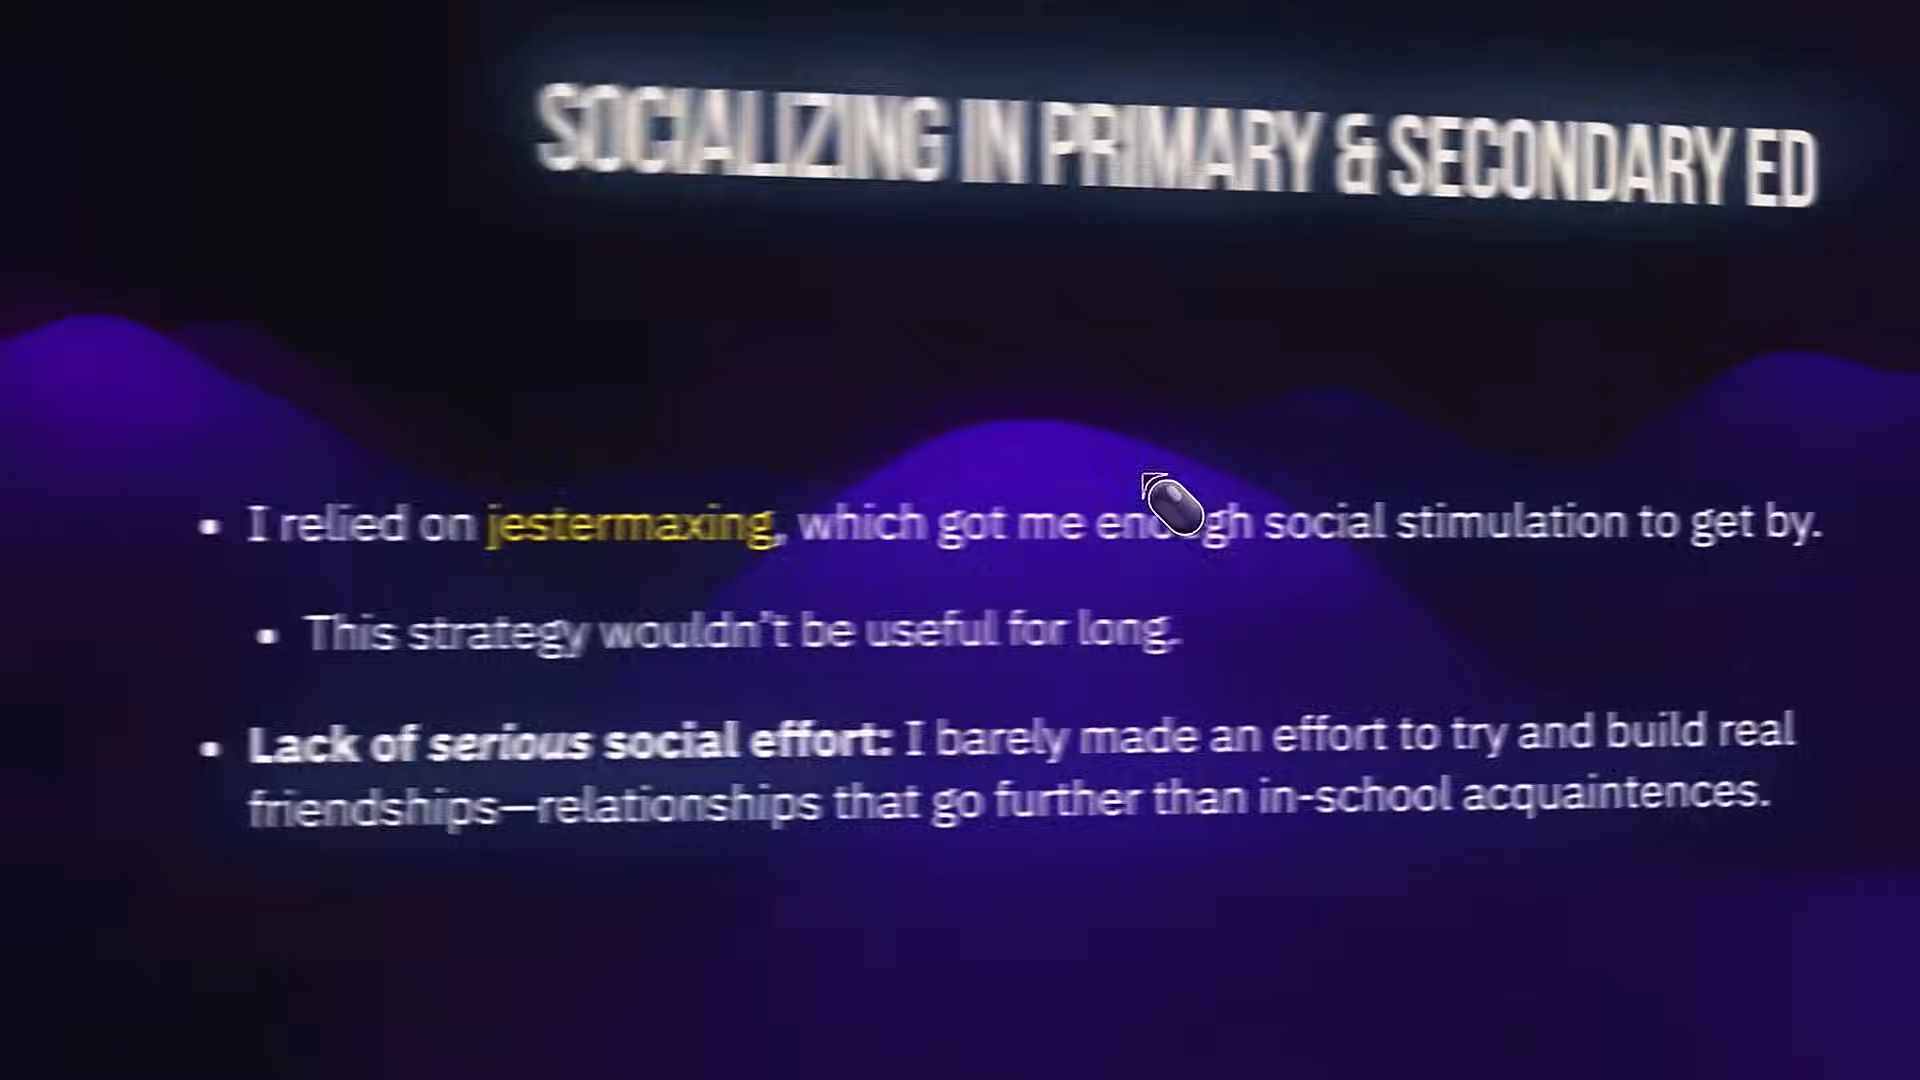 SOCIALIZING IN PRIMARY & SECONDARY ED
• I relied on jestermaxing, which got me enough social stimulation to get by.
• This strategy wouldn't be useful for long.
• Lack of serious social effort: I barely made an effort to try and build real
friendships—relationships that go further than in-school acquaintences.